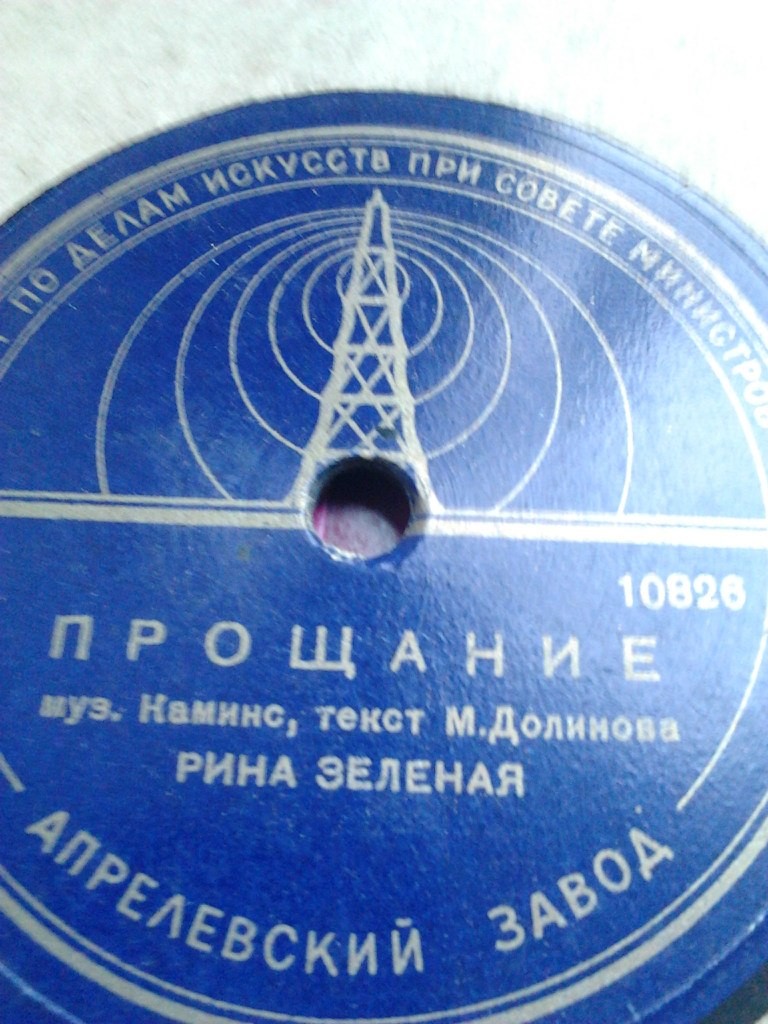 ПО ДЕЛАМ ИСКУССТВ ПРИ СОВЕТЕ МИНИСТРОВ
10826
ПРОЩАНИЕ
муз. Каминс, текст М.Долинова
РИНА ЗЕЛЕНАЯ
АПРЕЛЕВСКИЙ ЗАВОД